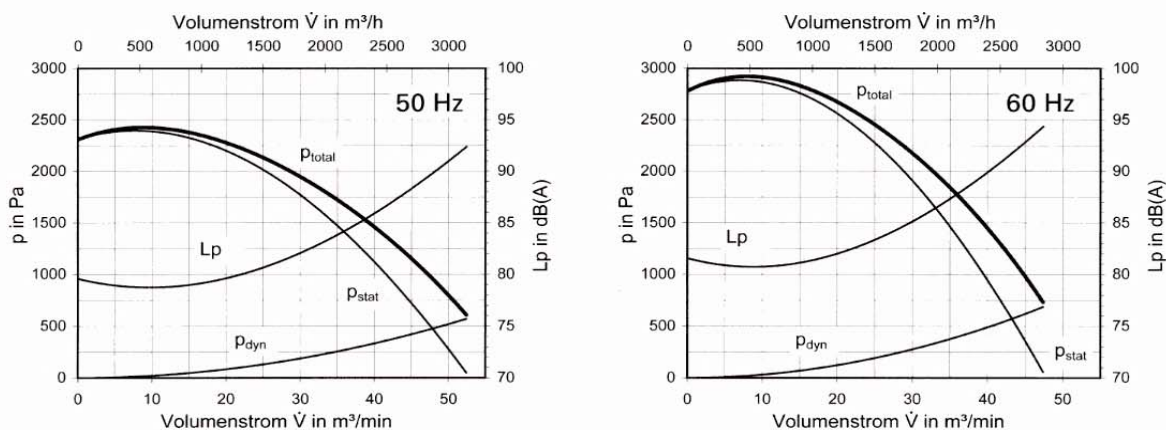 Volumenstrom V̇ in m³/h
0 500 1000 1500 2000 2500 3000
3000 2500 2000 1500 1000 500 0
p in Pa
100 95 90 85 80 75 70
Lp in dB(A)
50 Hz
p_total
Lp
p_stat
p_dyn
0 10 20 30 40 50
Volumenstrom V̇ in m³/min
Volumenstrom V̇ in m³/h
0 500 1000 1500 2000 2500 3000
3000 2500 2000 1500 1000 500 0
p in Pa
100 95 90 85 80 75 70
Lp in dB(A)
60 Hz
p_total
Lp
p_dyn
p_stat
0 10 20 30 40 50
Volumenstrom V̇ in m³/min